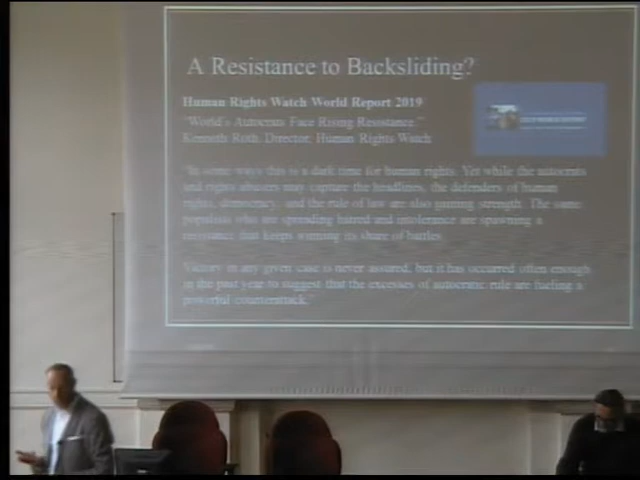 A Resistance to Backsliding?
Human Rights Watch World Report 2019
"World's Autocrats Face Rising Resistance."
Kenneth Roth, Director, Human Rights Watch
"In some ways this is a dark time for human rights. Yet while the autocrats
and rights abusers may capture the headlines, the defenders of human
rights, democracy, and the rule of law are also gaining strength. The same
populists who are spreading hatred and intolerance are spawning a
resistance that keeps winning its share of battles.
Victory in any given case is never assured, but it has occurred often enough
in the past year to suggest that the excesses of autocratic rule are fueling a
powerful counterattack."